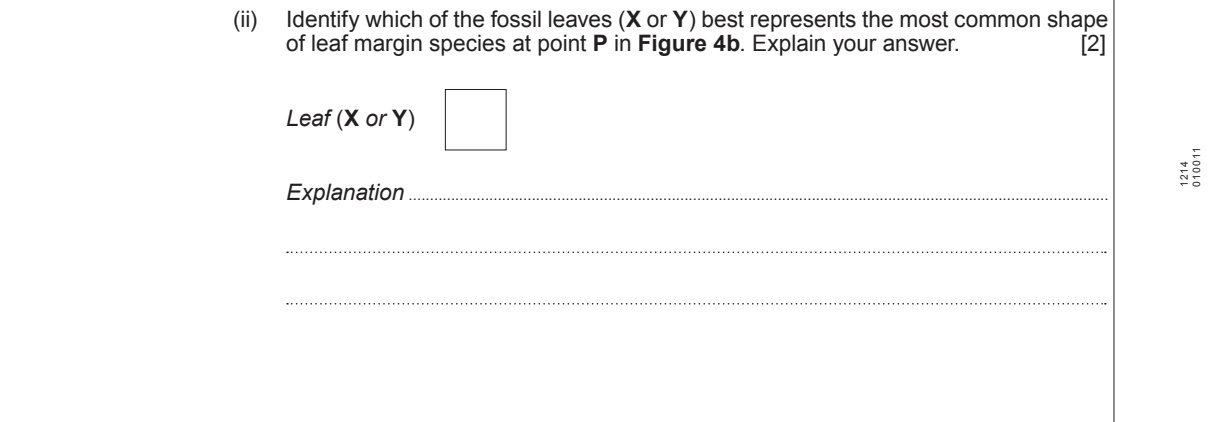 (ii) Identify which of the fossil leaves (X or Y) best represents the most common shape
of leaf margin species at point P in Figure 4b. Explain your answer. [2]
Leaf (X or Y)
Explanation
1214
010011